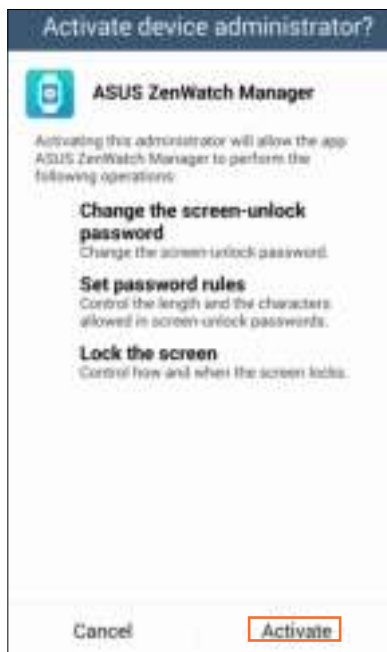 Activate device administrator?
ASUS ZenWatch Manager
Activating this administrator will allow the app
ASUS ZenWatch Manager to perform the
following operations:
Change the screen-unlock
password
Change the screen-unlock password.
Set password rules
Control the length and the characters
allowed in screen-unlock passwords.
Lock the screen
Control how and when the screen locks.
Cancel
Activate